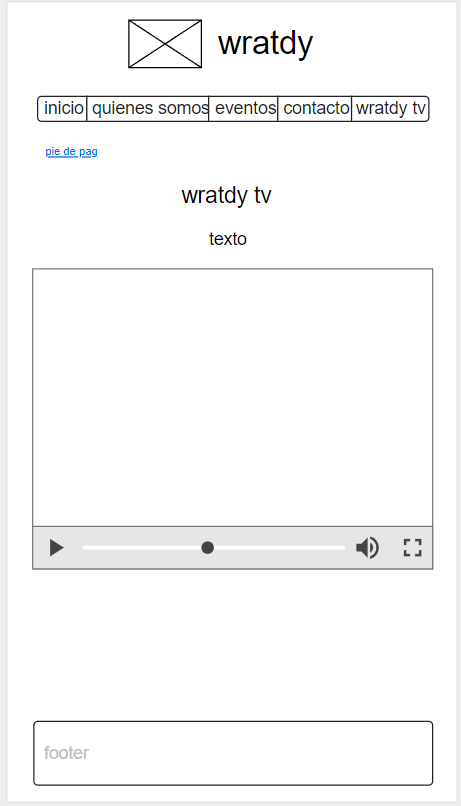 wratdy
inicio quienes somos eventos contacto wratdy tv
pie de pag
wratdy tv
texto
footer